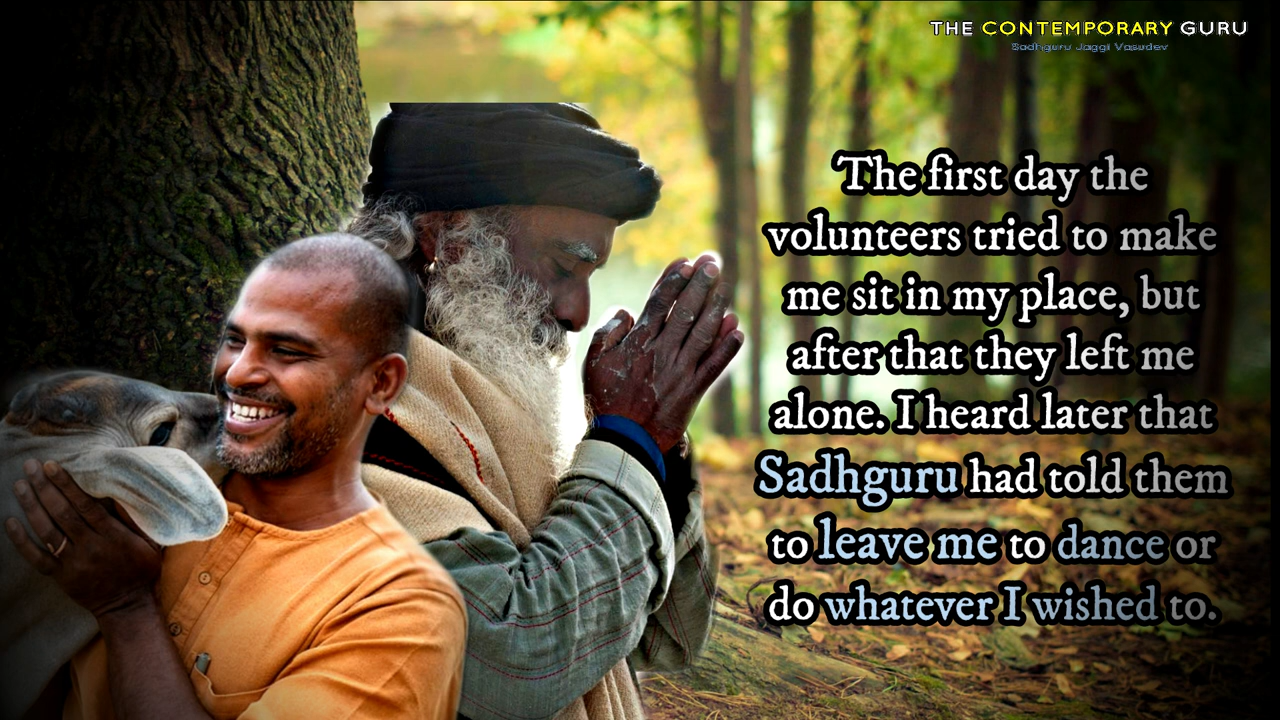 THE CONTEMPORARY GURU
Sadhguru Jaggi Vasudev
The first day the
volunteers tried to make
me sit in my place, but
after that they left me
alone. I heard later that
Sadhguru had told them
to leave me to dance or
do whatever I wished to.